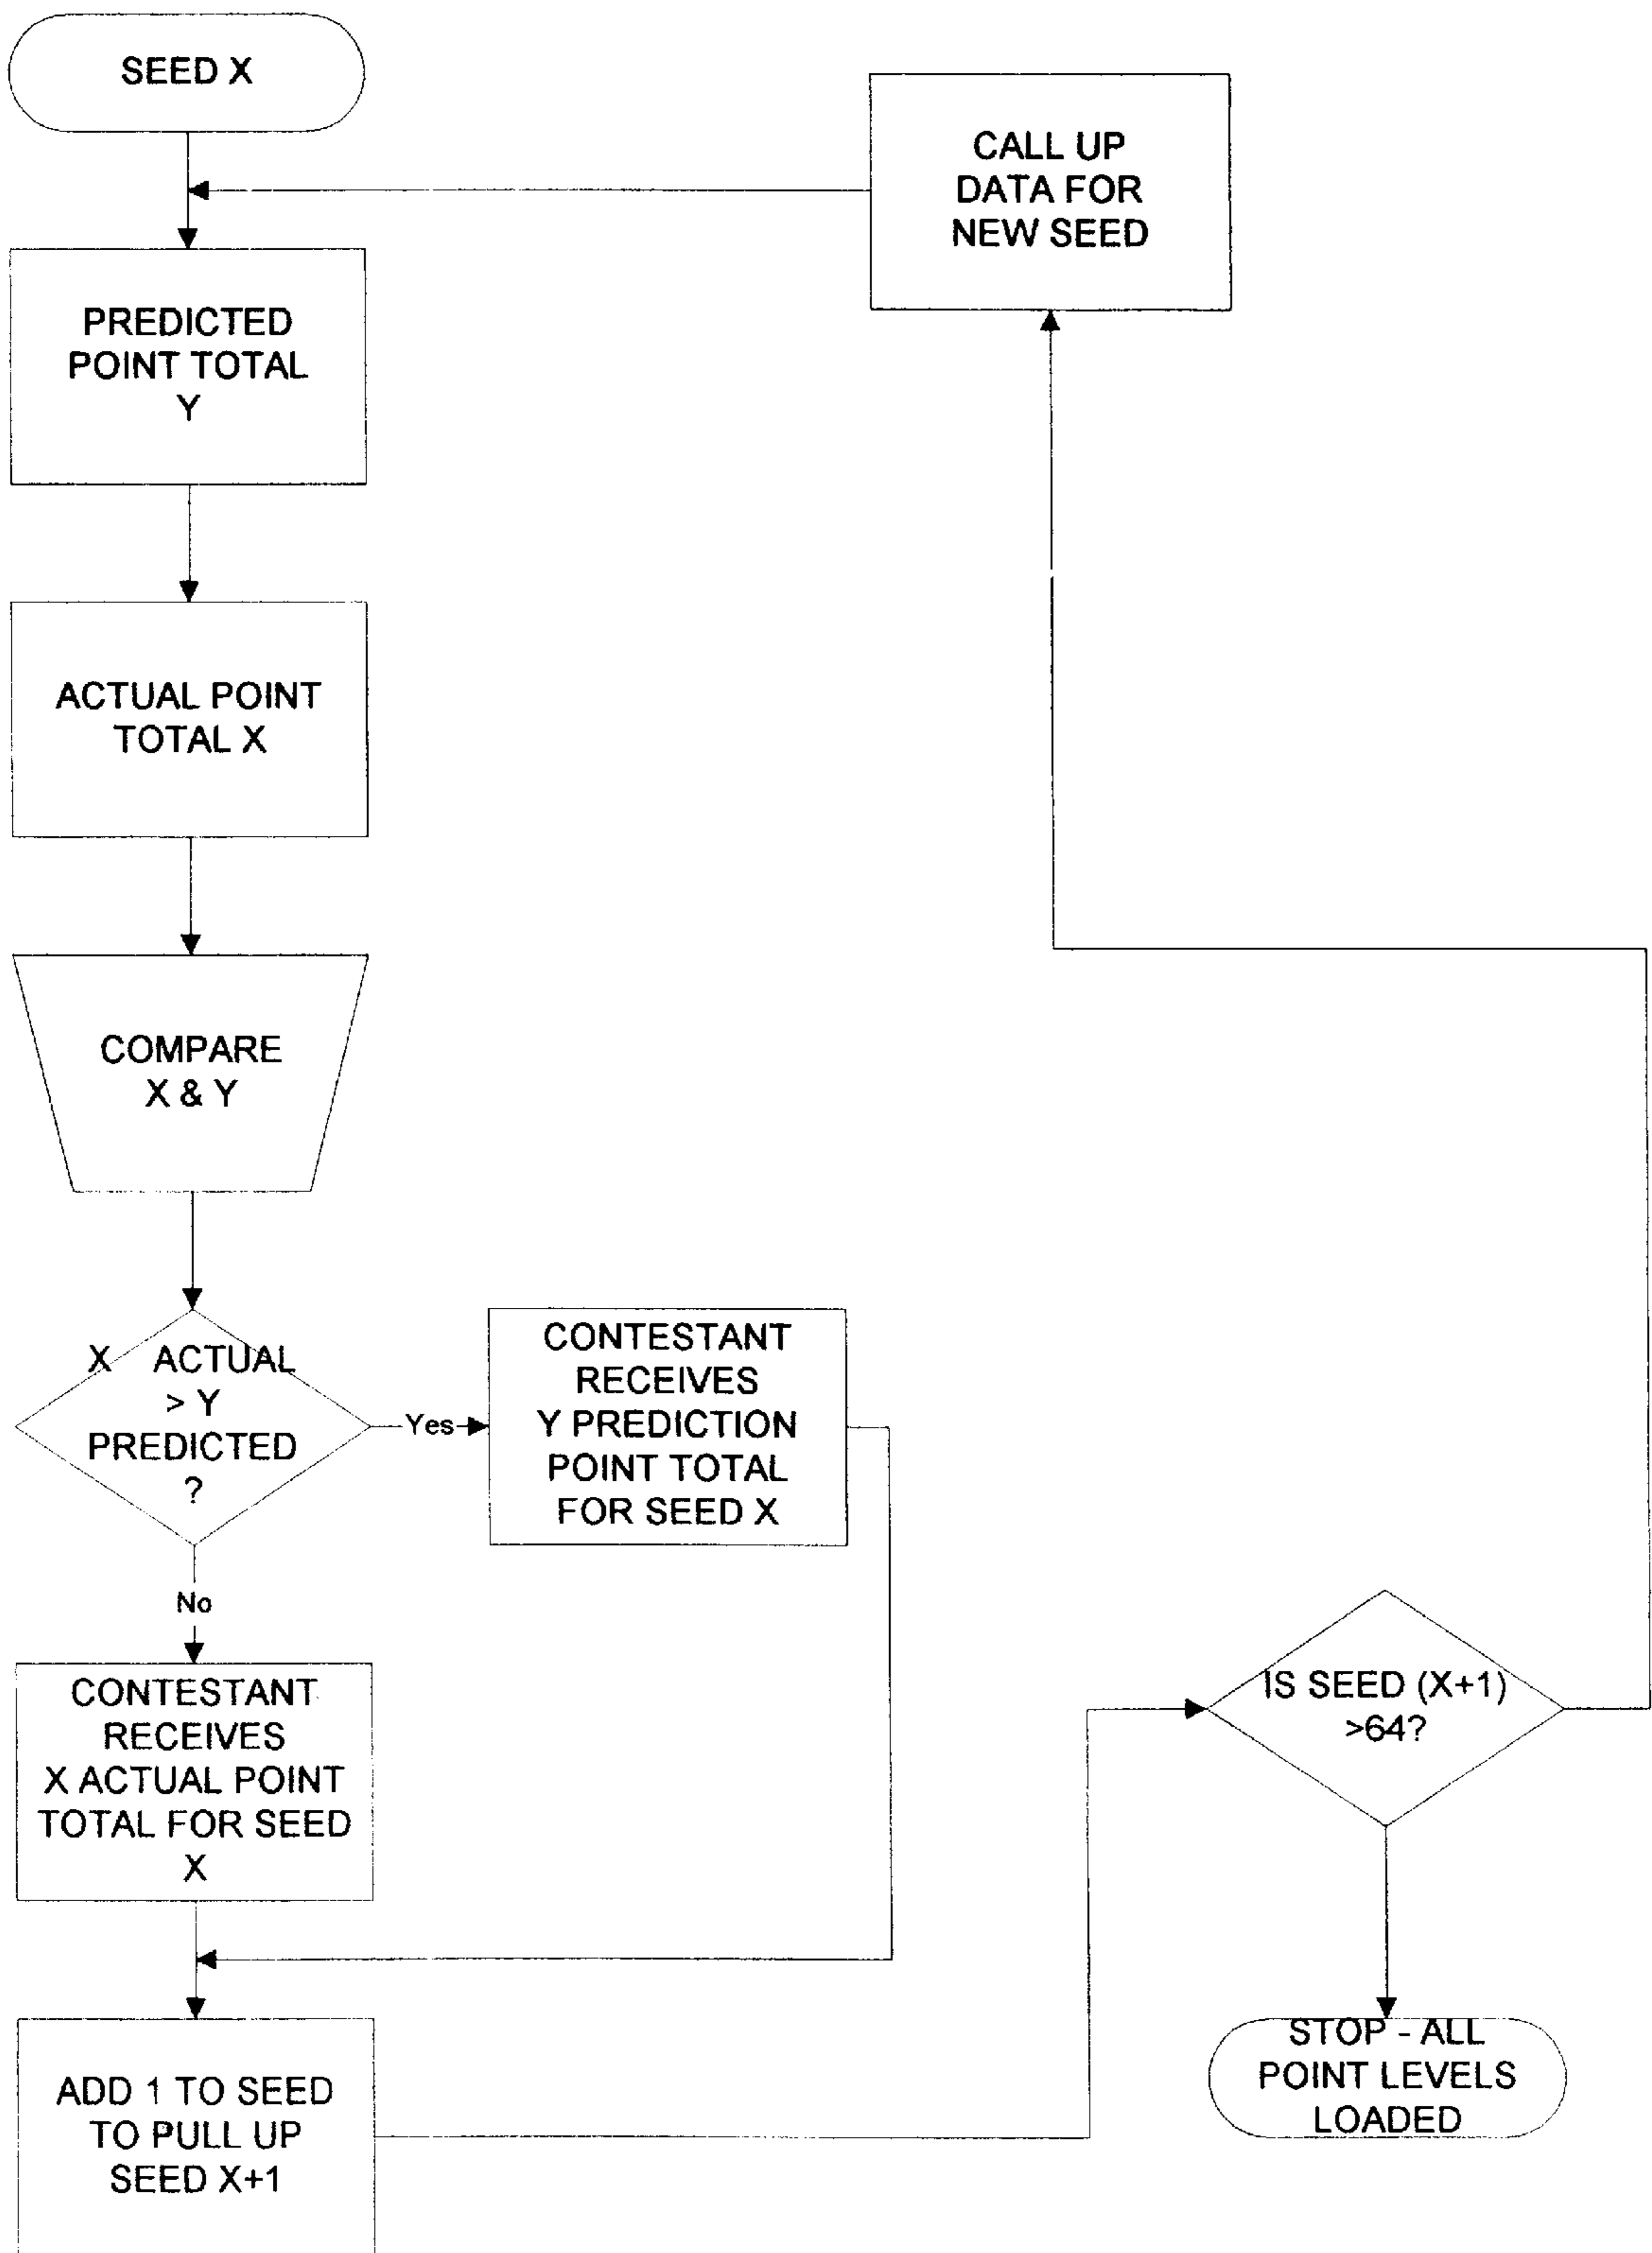 SEED X
CALL UP
DATA FOR
NEW SEED
PREDICTED
POINT TOTAL
Y
ACTUAL POINT
TOTAL X
COMPARE
X & Y
X ACTUAL
> Y
PREDICTED
?
Yes
CONTESTANT
RECEIVES
Y PREDICTION
POINT TOTAL
FOR SEED X
No
CONTESTANT
RECEIVES
X ACTUAL POINT
TOTAL FOR SEED
X
IS SEED (X+1)
>64?
ADD 1 TO SEED
TO PULL UP
SEED X+1
STOP - ALL
POINT LEVELS
LOADED